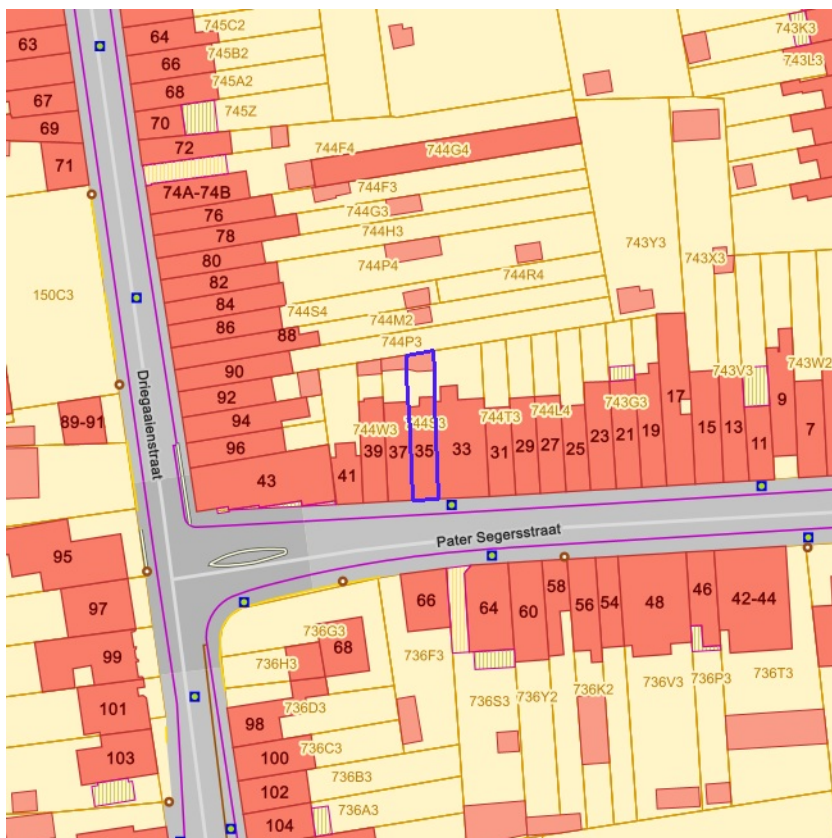 63
64
745C2
745B2
66
745A2
68
67
745Z
70
69
72
71
743K3
743L3
744F4
744G4
74A-74B
744F3
76
744G3
78
744H3
80
744P4
743Y3
743X3
82
744R4
150C3
84
744S4
86
88
744M2
744P3
90
Driegaaienstraat
92
94
96
89-91
43
41
744W3
39
37
744S3
35
33
744T3
31
29
744L4
27
25
743G3
23
21
19
17
743V3
15
13
11
9
743W2
7
Pater Segersstraat
95
97
99
101
103
66
64
60
58
56
54
48
46
42-44
736G3
68
736H3
736F3
736D3
98
736C3
100
736B3
102
736A3
104
736S3
736Y2
736K2
736V3
736P3
736T3